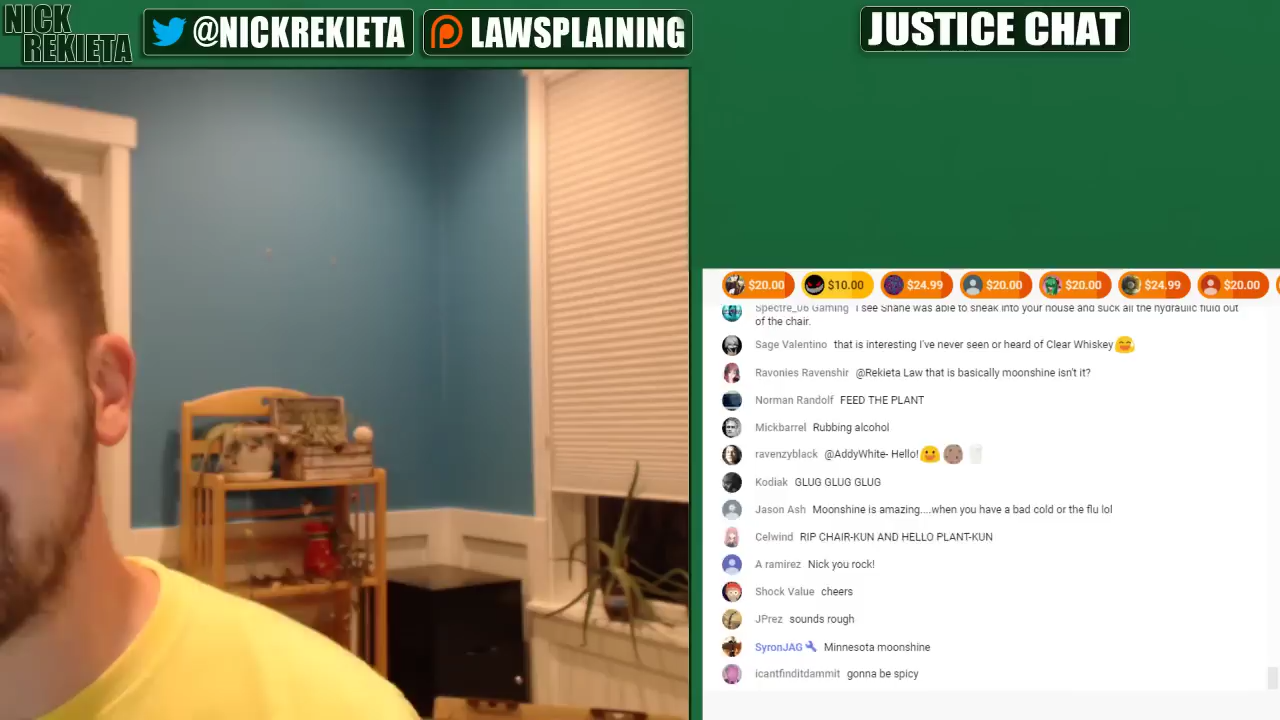 NICK
REKIETA
@NICKREKIETA
LAWSPLAINING
JUSTICE CHAT
$20.00
$10.00
$24.99
$20.00
$20.00
$24.99
$20.00
Spectre_06 Gaming I see Shane was able to sneak into your house and suck all the hydraulic fluid out
of the chair.
Sage Valentino that is interesting I've never seen or heard of Clear Whiskey
Ravonies Ravenshir @Rekieta Law that is basically moonshine isn't it?
Norman Randolf FEED THE PLANT
Mickbarrel Rubbing alcohol
ravenzyblack @AddyWhite- Hello!
Kodiak GLUG GLUG GLUG
Jason Ash Moonshine is amazing....when you have a bad cold or the flu lol
Celwind RIP CHAIR-KUN AND HELLO PLANT-KUN
A ramirez Nick you rock!
Shock Value cheers
JPrez sounds rough
SyronJAG Minnesota moonshine
icantfinditdammit gonna be spicy